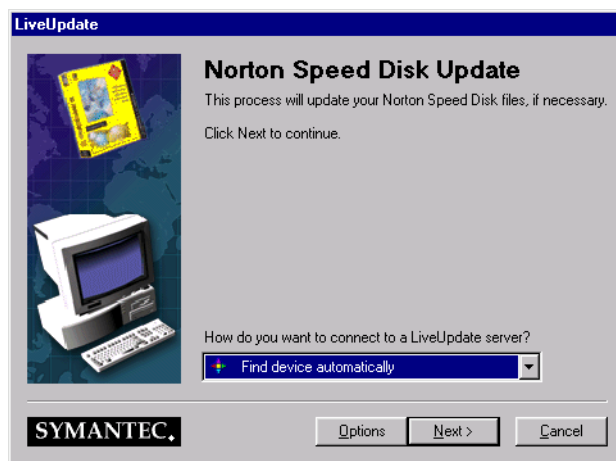 LiveUpdate
Norton Speed Disk Update
This process will update your Norton Speed Disk files, if necessary.
Click Next to continue.
How do you want to connect to a LiveUpdate server?
Find device automatically
SYMANTEC.
Options
Next >
Cancel